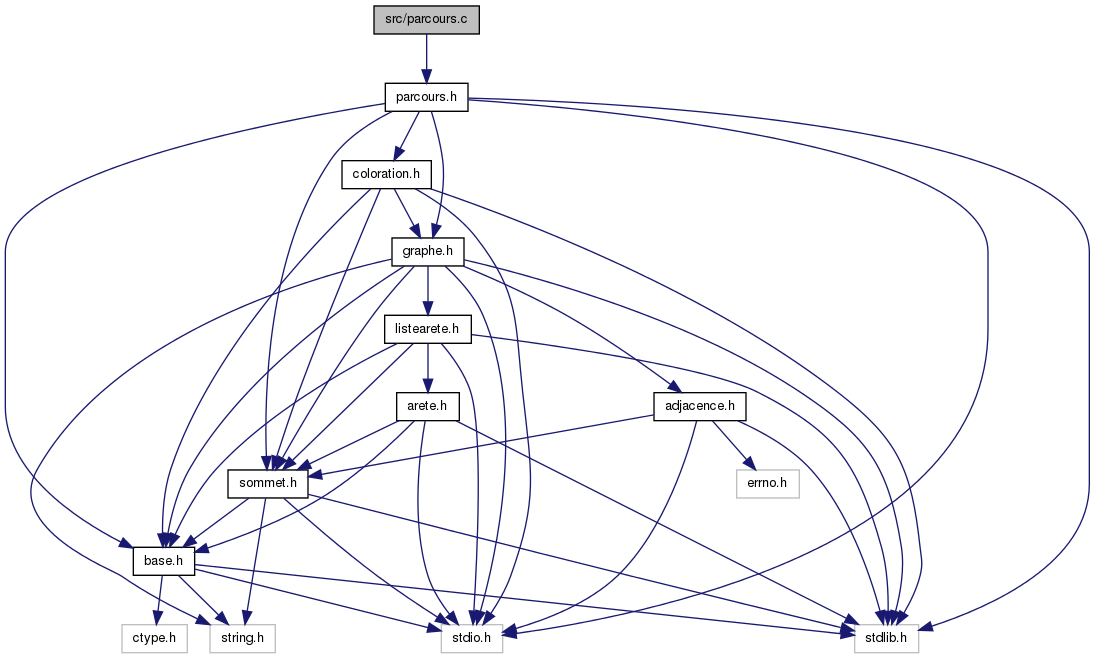 src/parcours.c
parcours.h
coloration.h
graphe.h
listearete.h
arete.h
adjacence.h
sommet.h
errno.h
base.h
ctype.h
string.h
stdio.h
stdlib.h